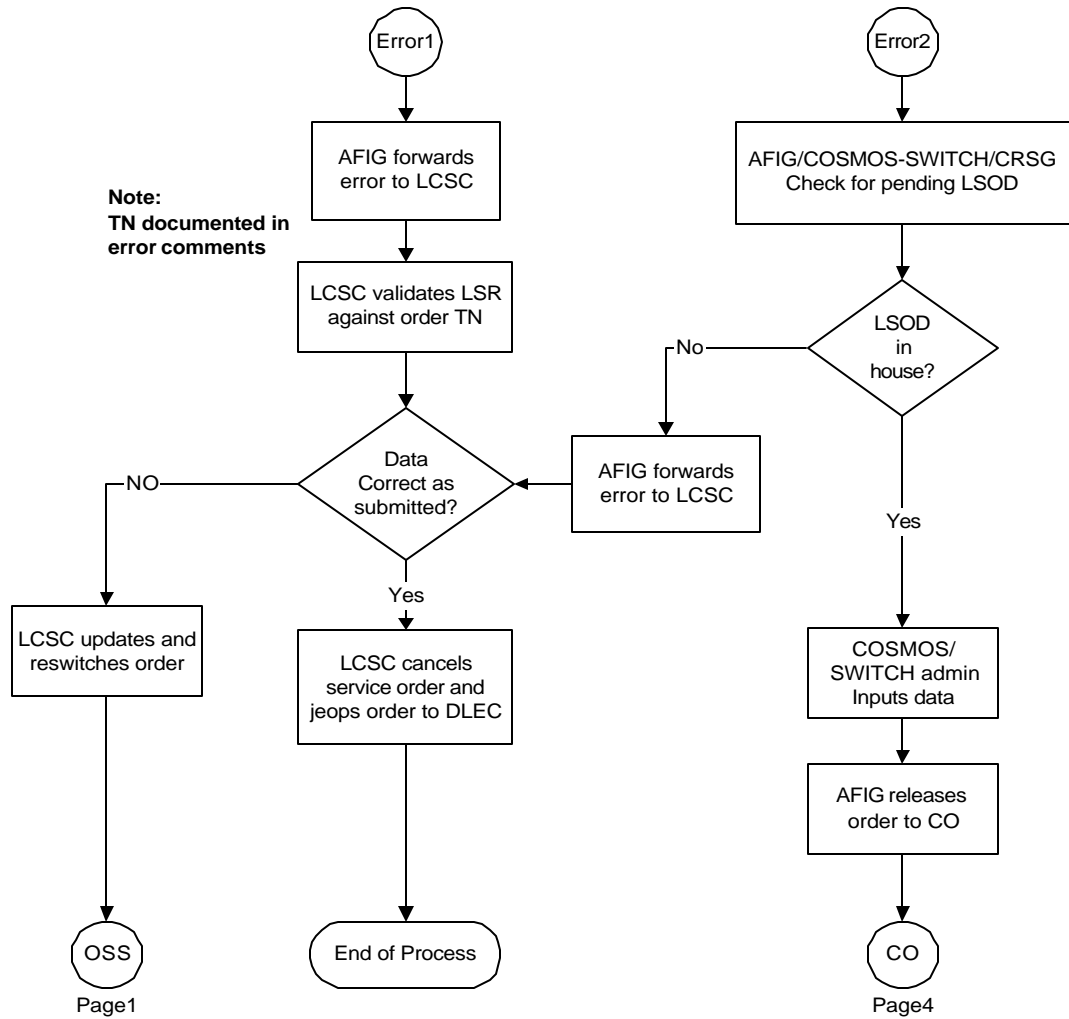 Error1
Error2
AFIG forwards
error to LCSC
AFIG/COSMOS-SWITCH/CRSG
Check for pending LSOD
Note:
TN documented in
error comments
LCSC validates LSR
against order TN
LSOD
in
house?
No
Data
Correct as
submitted?
AFIG forwards
error to LCSC
NO
Yes
Yes
LCSC updates and
reswitches order
LCSC cancels
service order and
jeops order to DLEC
COSMOS/
SWITCH admin
Inputs data
AFIG releases
order to CO
OSS
End of Process
CO
Page1
Page4